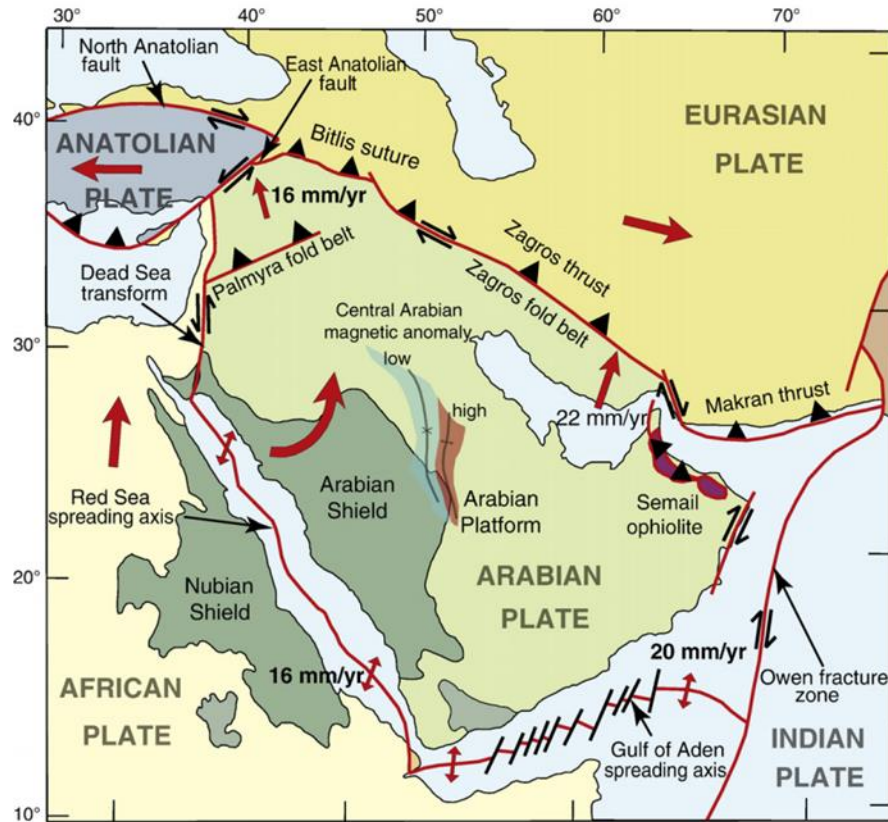 30°
40°
50°
60°
70°
North Anatolian
fault
East Anatolian
fault
40°
ANATOLIAN
PLATE
Bitlis suture
EURASIAN
PLATE
16 mm/yr
Palmyra fold belt
Dead Sea
transform
Zagros thrust
Zagros fold belt
Central Arabian
magnetic anomaly
low
high
30°
22 mm/yr
Makran thrust
Red Sea
spreading axis
Arabian
Shield
Arabian
Platform
Semail
ophiolite
20°
Nubian
Shield
ARABIAN
PLATE
16 mm/yr
20 mm/yr
Owen fracture
zone
AFRICAN
PLATE
Gulf of Aden
spreading axis
INDIAN
PLATE
10°